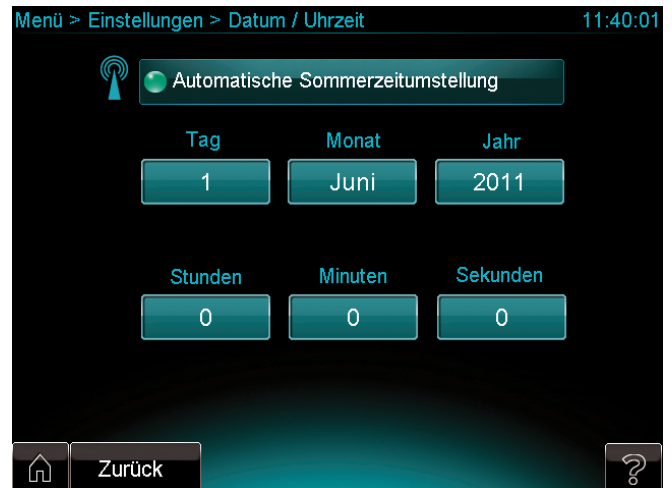 Menü > Einstellungen > Datum / Uhrzeit 11:40:01
Automatische Sommerzeitumstellung
Tag Monat Jahr
1 Juni 2011
Stunden Minuten Sekunden
0 0 0
Zurück ?